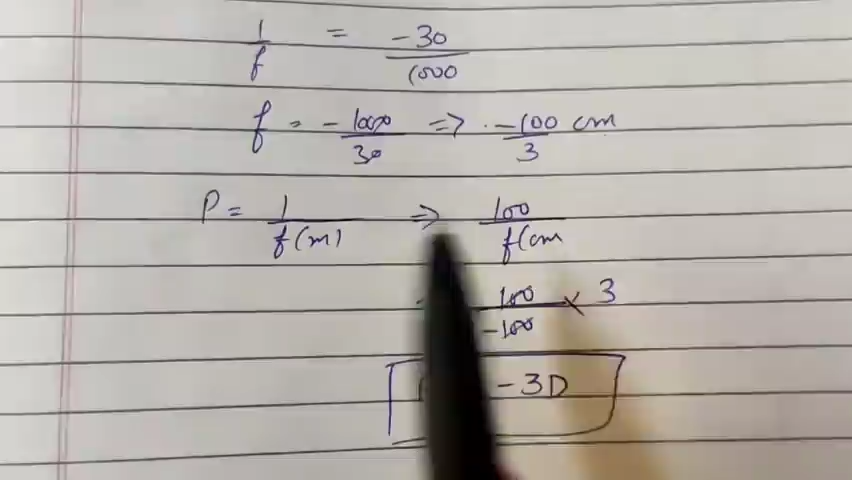 1/f = -30/1000
f = -1000/30 => -100/3 cm
P = 1/f(m) => 100/f(cm
100/-100 × 3
-3D